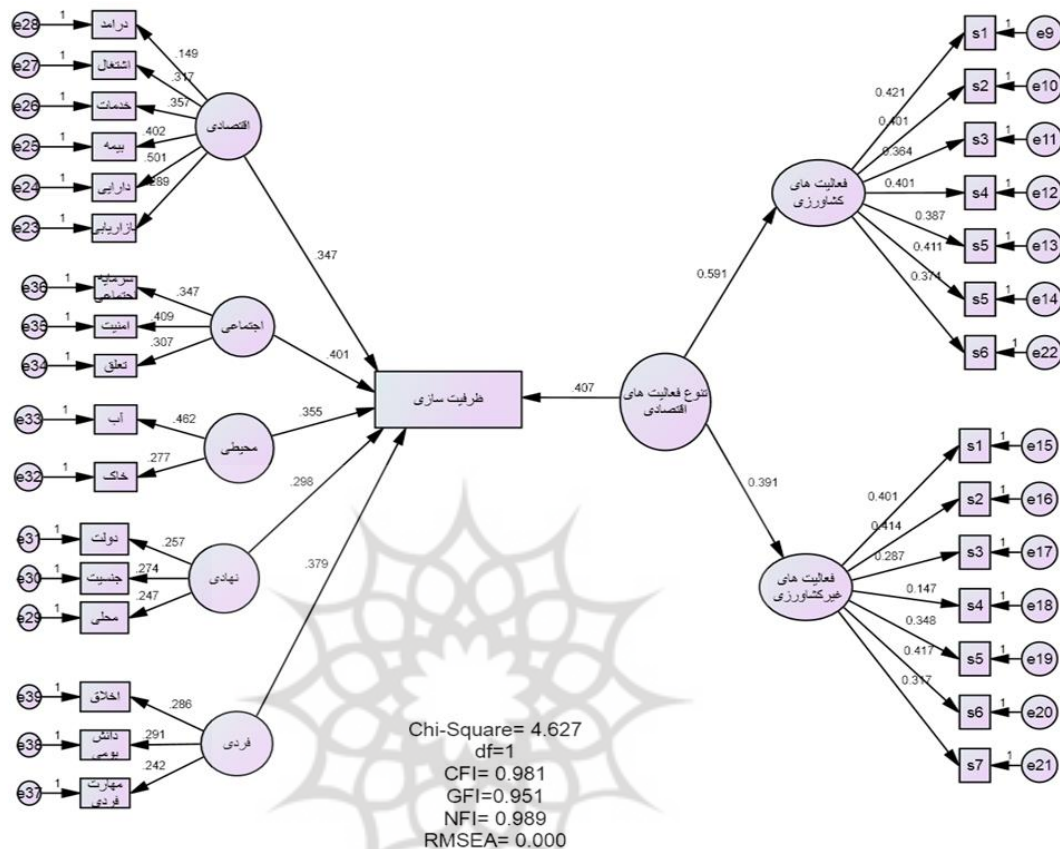 e28 1 درامد .149
e27 1 اشتغال .317
e26 1 خدمات .357
e25 1 بیمه .402
e24 1 دارایی .501
e23 1 بازاریابی .289
اقتصادی
.347
e36 1 سرمایه
اجتماعی
.347
e35 1 امنیت .409
e34 1 تعلق .307
اجتماعی
.401
e33 1 آب .462
e32 1 خاک .277
محیطی
.355
e31 1 دولت .257
e30 1 جنسیت .274
e29 1 محلی .247
نهادی
.298
e39 1 اخلاق .286
e38 1 دانش
بومی
.291
e37 1 مهارت
فردی
.242
فردی
.379
ظرفیت سازی
.407
تنوع فعالیت های
اقتصادی
0.591
0.391
فعالیت های
کشاورزی
0.421 s1 1 e9
0.401 s2 1 e10
0.364 s3 1 e11
0.401 s4 1 e12
0.387 s5 1 e13
0.411 s5 1 e14
0.374 s6 1 e22
فعالیت های
غیرکشاورزی
0.401 s1 1 e15
0.414 s2 1 e16
0.287 s3 1 e17
0.147 s4 1 e18
0.348 s5 1 e19
0.417 s6 1 e20
0.317 s7 1 e21
Chi-Square= 4.627
df=1
CFI= 0.981
GFI=0.951
NFI= 0.989
RMSEA= 0.000